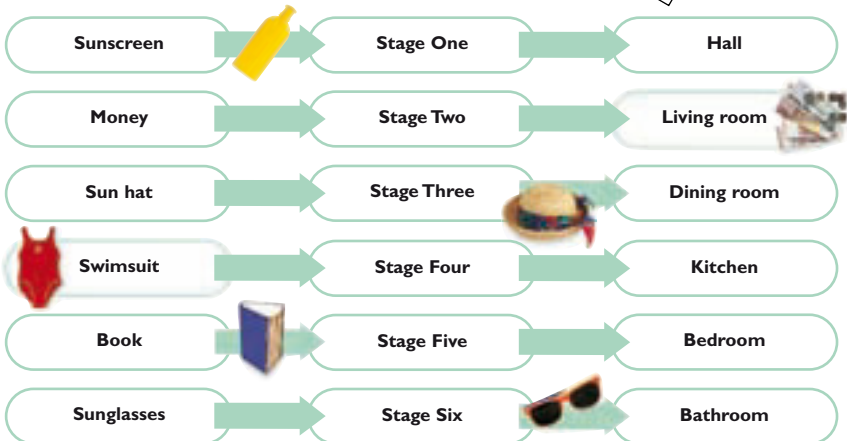 Sunscreen Stage One Hall
Money Stage Two Living room
Sun hat Stage Three Dining room
Swimsuit Stage Four Kitchen
Book Stage Five Bedroom
Sunglasses Stage Six Bathroom